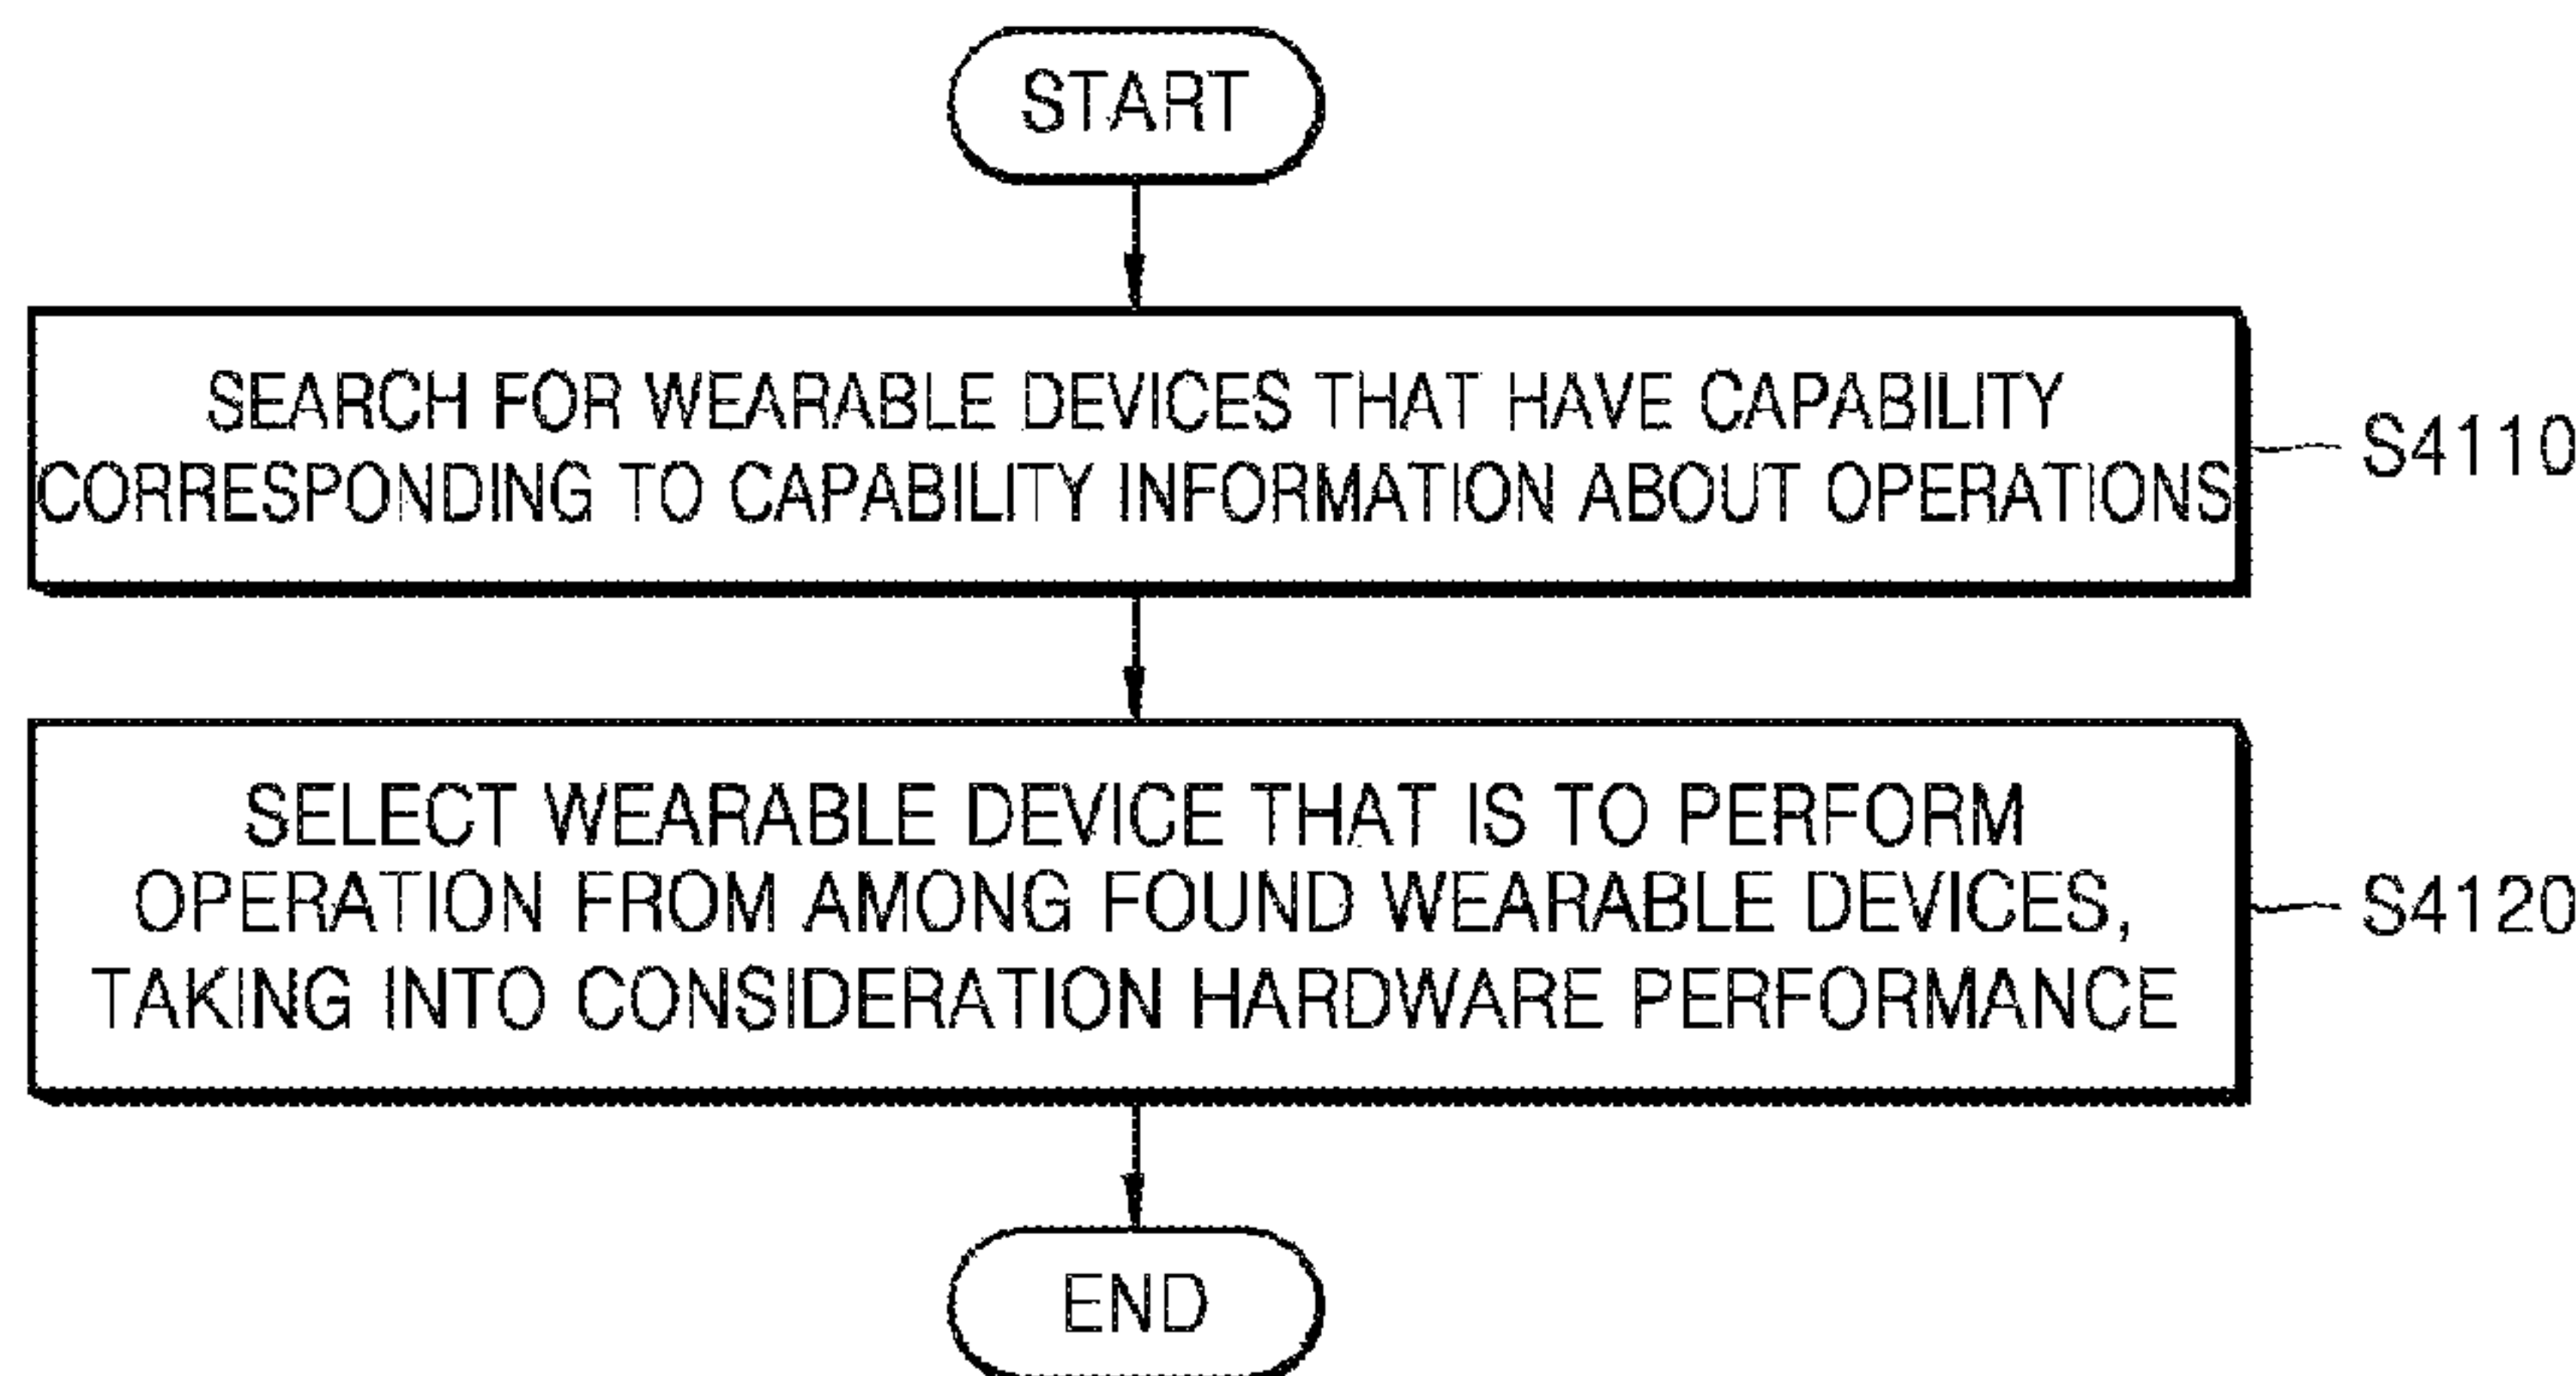 START
SEARCH FOR WEARABLE DEVICES THAT HAVE CAPABILITY
CORRESPONDING TO CAPABILITY INFORMATION ABOUT OPERATIONS
S4110
SELECT WEARABLE DEVICE THAT IS TO PERFORM
OPERATION FROM AMONG FOUND WEARABLE DEVICES,
TAKING INTO CONSIDERATION HARDWARE PERFORMANCE
S4120
END